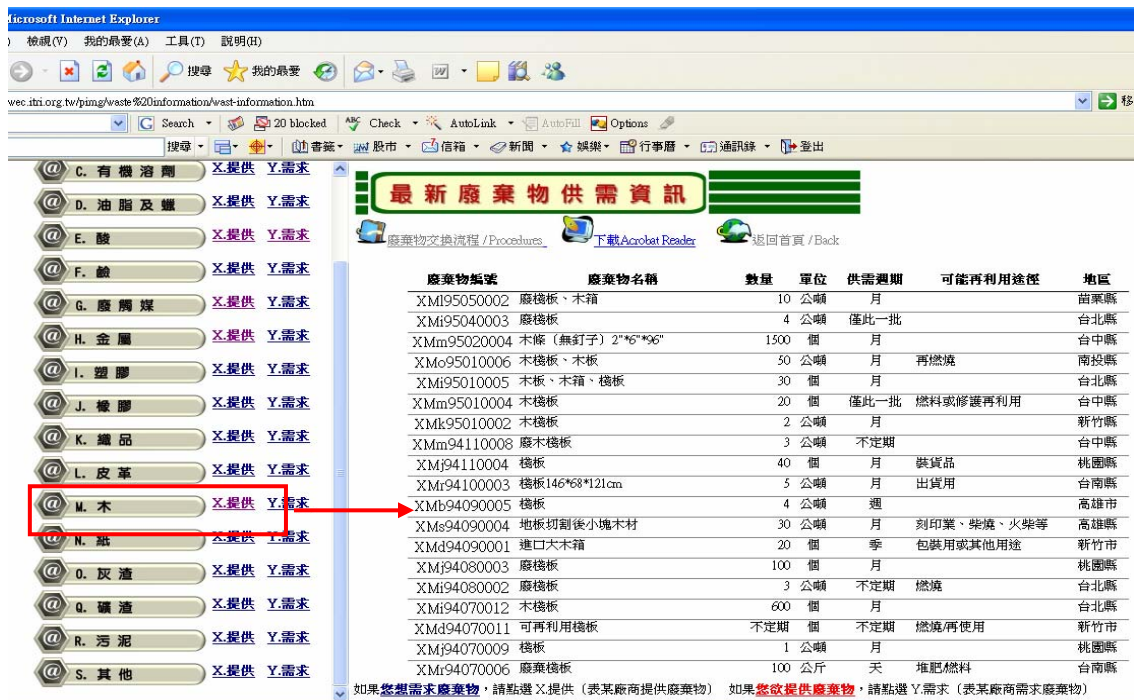 Microsoft Internet Explorer
檢視(V) 我的最愛(A) 工具(T) 說明(H)
搜尋 我的最愛
wec.itri.org.tw/pimg/waste%20information/wast-information.htm 移
G Search 20 blocked ABC Check AutoLink AutoFill Options
搜尋 書籤 股市 信箱 新聞 娛樂 行事曆 通訊錄 登出
C. 有機溶劑 X.提供 Y.需求
D. 油脂及蠟 X.提供 Y.需求
E. 酸 X.提供 Y.需求
F. 鹼 X.提供 Y.需求
G. 廢觸媒 X.提供 Y.需求
H. 金屬 X.提供 Y.需求
I. 塑膠 X.提供 Y.需求
J. 橡膠 X.提供 Y.需求
K. 織品 X.提供 Y.需求
L. 皮革 X.提供 Y.需求
M. 木 X.提供 Y.需求
N. 紙 X.提供 Y.需求
O. 灰渣 X.提供 Y.需求
Q. 礦渣 X.提供 Y.需求
R. 污泥 X.提供 Y.需求
S. 其他 X.提供 Y.需求
最新廢棄物供需資訊
廢棄物交換流程 /Procedures 下載Acrobat Reader 返回首頁 /Back
廢棄物編號 廢棄物名稱 數量 單位 供需週期 可能再利用途徑 地區
XMl95050002 廢棧板、木箱 10 公噸 月 苗栗縣
XMi95040003 廢棧板 4 公噸 僅此一批 台北縣
XMm95020004 木條（無釘子）2"*6"*96" 1500 個 月 台中縣
XMo95010006 木棧板、木板 50 公噸 月 再燃燒 南投縣
XMi95010005 木板、木箱、棧板 30 個 月 台北縣
XMm95010004 木棧板 20 個 僅此一批 燃料或修護再利用 台中縣
XMk95010002 木棧板 2 公噸 月 新竹縣
XMm94110008 廢木棧板 3 公噸 不定期 台中縣
XMj94110004 棧板 40 個 月 裝貨品 桃園縣
XMr94100003 棧板146*68*121cm 5 公噸 月 出貨用 台南縣
XMb94090005 棧板 4 公噸 週 高雄市
XMs94090004 地板切割後小塊木材 30 公噸 月 刻印業、柴燒、火柴等 高雄縣
XMd94090001 進口大木箱 20 個 季 包裝用或其他用途 新竹市
XMj94080003 廢棧板 100 個 月 桃園縣
XMi94080002 廢棧板 3 公噸 不定期 燃燒 台北縣
XMi94070012 木棧板 600 個 月 台北縣
XMd94070011 可再利用棧板 不定期 個 不定期 燃燒/再使用 新竹市
XMj94070009 棧板 1 公噸 月 桃園縣
XMr94070006 廢棄棧板 100 公斤 天 堆肥/燃料 台南縣
如果您想需求廢棄物，請點選 X.提供（表某廠商提供廢棄物） 如果您欲提供廢棄物，請點選 Y.需求（表某廠商需求廢棄物）